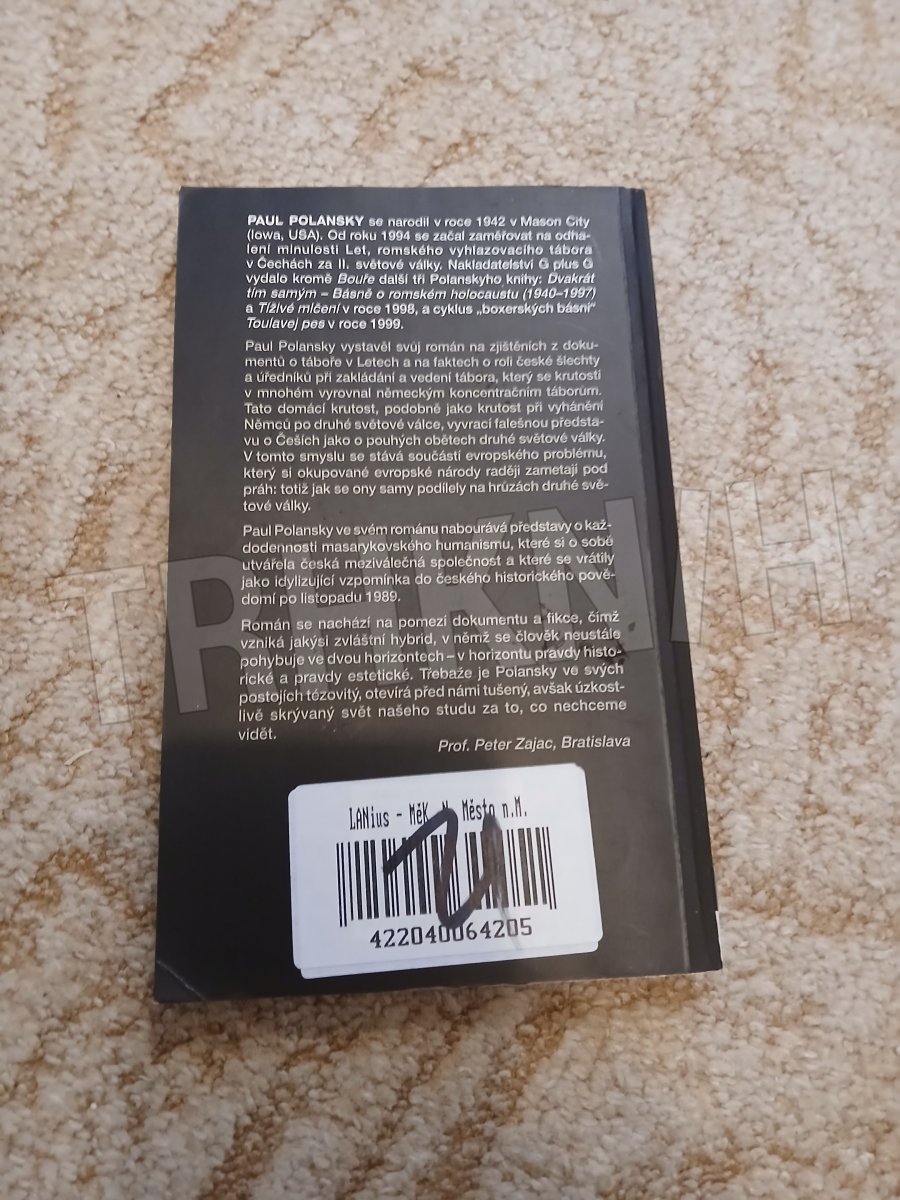 PAUL POLANSKY se narodil v roce 1942 v Mason City
(Iowa, USA). Od roku 1994 se začal zaměřovat na odha-
lení minulosti Let, romského vyhlazovacího tábora
v Čechách za II. světové války. Nakladatelství G plus G
vydalo kromě Bouře další tři Polanskyho knihy: Dvakrát
tím samým – Básně o romském holocaustu (1940–1997)
a Tíživé mlčení v roce 1998, a cyklus „boxerských básní“
Toulavej pes v roce 1999.
Paul Polansky vystavěl svůj román na zjištěních z doku-
mentů o táboře v Letech a na faktech o roli české šlechty
a úředníků při zakládání a vedení tábora, který se krutostí
v mnohém vyrovnal německým koncentračním táborům.
Tato domácí krutost, podobně jako krutost při vyhánění
Němců po druhé světové válce, vyvrací falešnou představ-
vu o Češích jako o pouhých obětech druhé světové války.
V tomto smyslu se stává součástí evropského problému,
který si okupované evropské národy raději zametají pod
práh: totiž jak se ony samy podílely na hrůzách druhé svě-
tové války.
Paul Polansky ve svém románu nabourává představy o kaž-
dodennosti masarykovského humanismu, které si o sobě
utvářela česká meziválečná společnost a které se vrátily
jako idylizující vzpomínka do českého historického pově-
domí po listopadu 1989.
Román se nachází na pomezí dokumentu a fikce, čímž
vzniká jakýsi zvláštní hybrid, v němž se člověk neustále
pohybuje ve dvou horizontech – v horizontu pravdy histo-
rické a pravdy estetické. Třebaže je Polansky ve svých
postojích tézovitý, otevírá před námi tušený, avšak úzkost-
livě skrývaný svět našeho studu za to, co nechceme
vidět.
Prof. Peter Zajac, Bratislava
LANius - MěK N. Město n.M.
422040064205
TRHKNIH